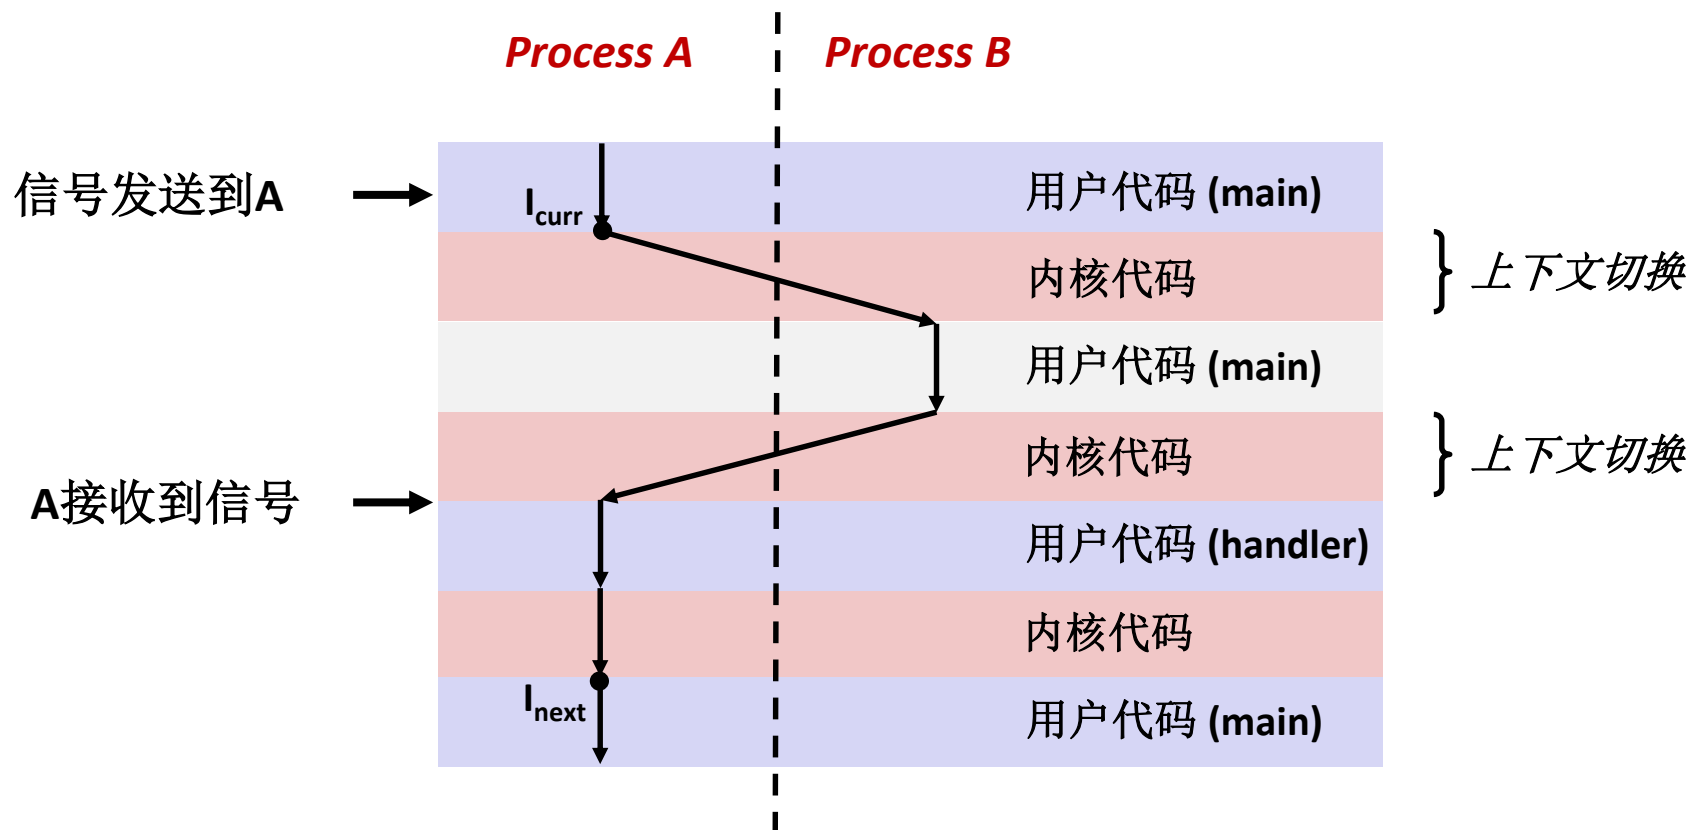 Process A
Process B
信号发送到A
I_curr
用户代码 (main)
内核代码
上下文切换
用户代码 (main)
内核代码
上下文切换
A接收到信号
用户代码 (handler)
内核代码
I_next
用户代码 (main)